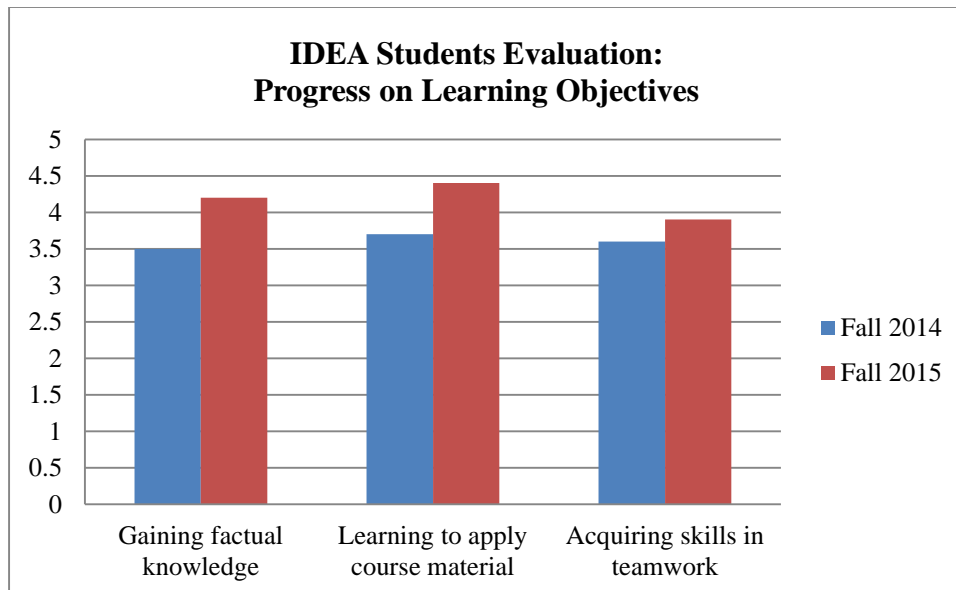 IDEA Students Evaluation:
Progress on Learning Objectives
5
4.5
4
3.5
3
2.5
2
1.5
1
0.5
0
Gaining factual
knowledge
Learning to apply
course material
Acquiring skills in
teamwork
Fall 2014
Fall 2015